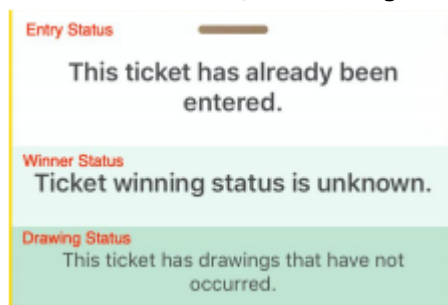 Entry Status
This ticket has already been
entered.
Winner Status
Ticket winning status is unknown.
Drawing Status
This ticket has drawings that have not
occurred.